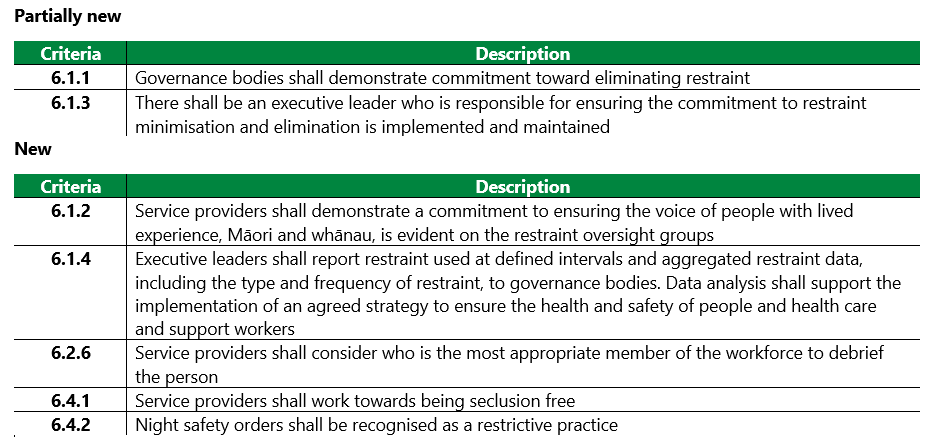 Partially new
Criteria Description
6.1.1 Governance bodies shall demonstrate commitment toward eliminating restraint
6.1.3 There shall be an executive leader who is responsible for ensuring the commitment to restraint
minimisation and elimination is implemented and maintained
New
Criteria Description
6.1.2 Service providers shall demonstrate a commitment to ensuring the voice of people with lived
experience, Māori and whānau, is evident on the restraint oversight groups
6.1.4 Executive leaders shall report restraint used at defined intervals and aggregated restraint data,
including the type and frequency of restraint, to governance bodies. Data analysis shall support the
implementation of an agreed strategy to ensure the health and safety of people and health care
and support workers
6.2.6 Service providers shall consider who is the most appropriate member of the workforce to debrief
the person
6.4.1 Service providers shall work towards being seclusion free
6.4.2 Night safety orders shall be recognised as a restrictive practice